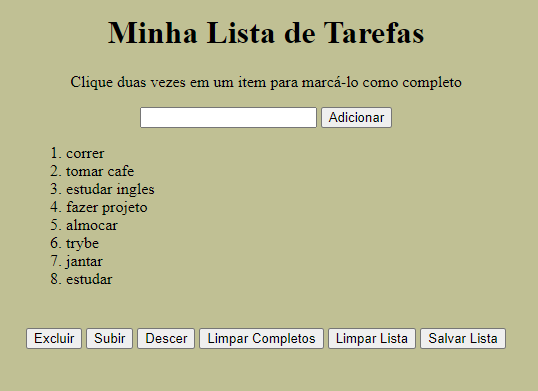 Minha Lista de Tarefas
Clique duas vezes em um item para marcá-lo como completo
Adicionar
1. correr
2. tomar cafe
3. estudar ingles
4. fazer projeto
5. almocar
6. trybe
7. jantar
8. estudar
Excluir Subir Descer Limpar Completos Limpar Lista Salvar Lista